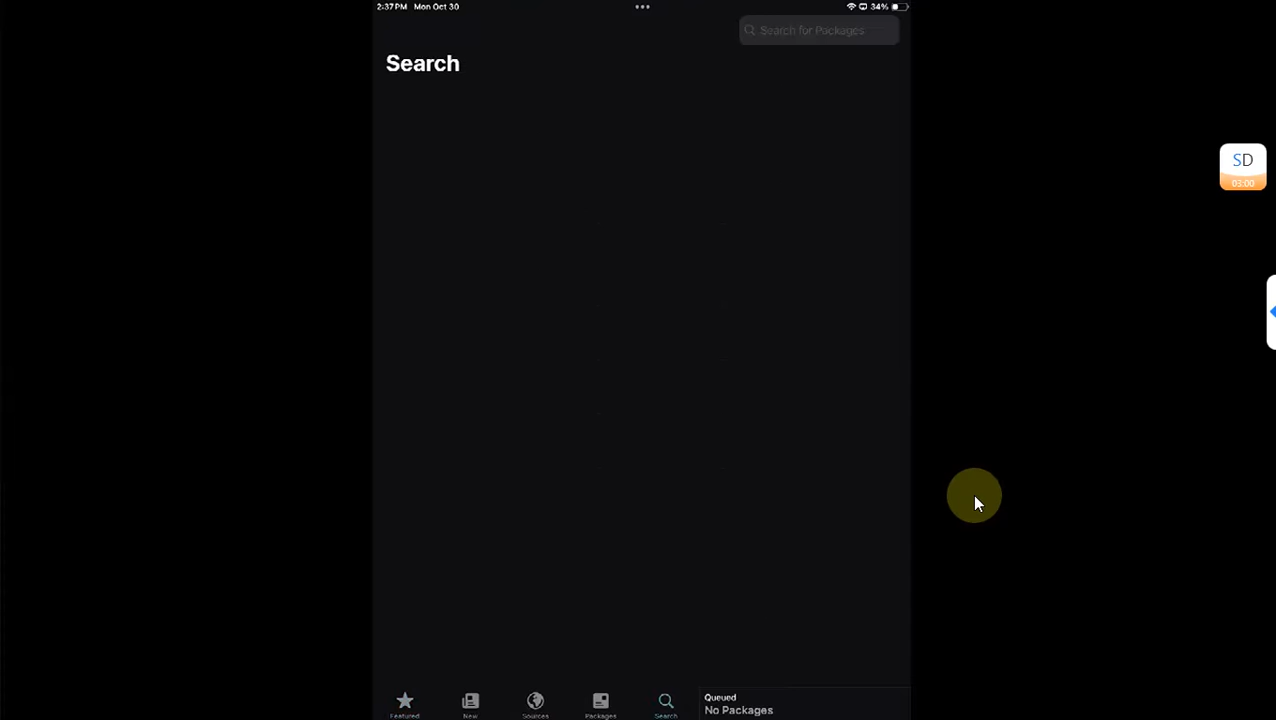 2:37 PM Mon Oct 30
34%
Search for Packages
Search
SD
03:00
Featured
New
Sources
Packages
Search
Queued
No Packages